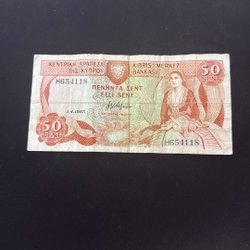 ΚΕΝΤΡΙΚΗ ΤΡΑΠΕΖΑ
ΤΗΣ ΚΥΠΡΟΥ
KIBRIS MERKEZ
BANKASI
50
H654118
ΠΕΝΗΝΤΑ ΣΕΝΤ
ELLİ SENT
50
H654118